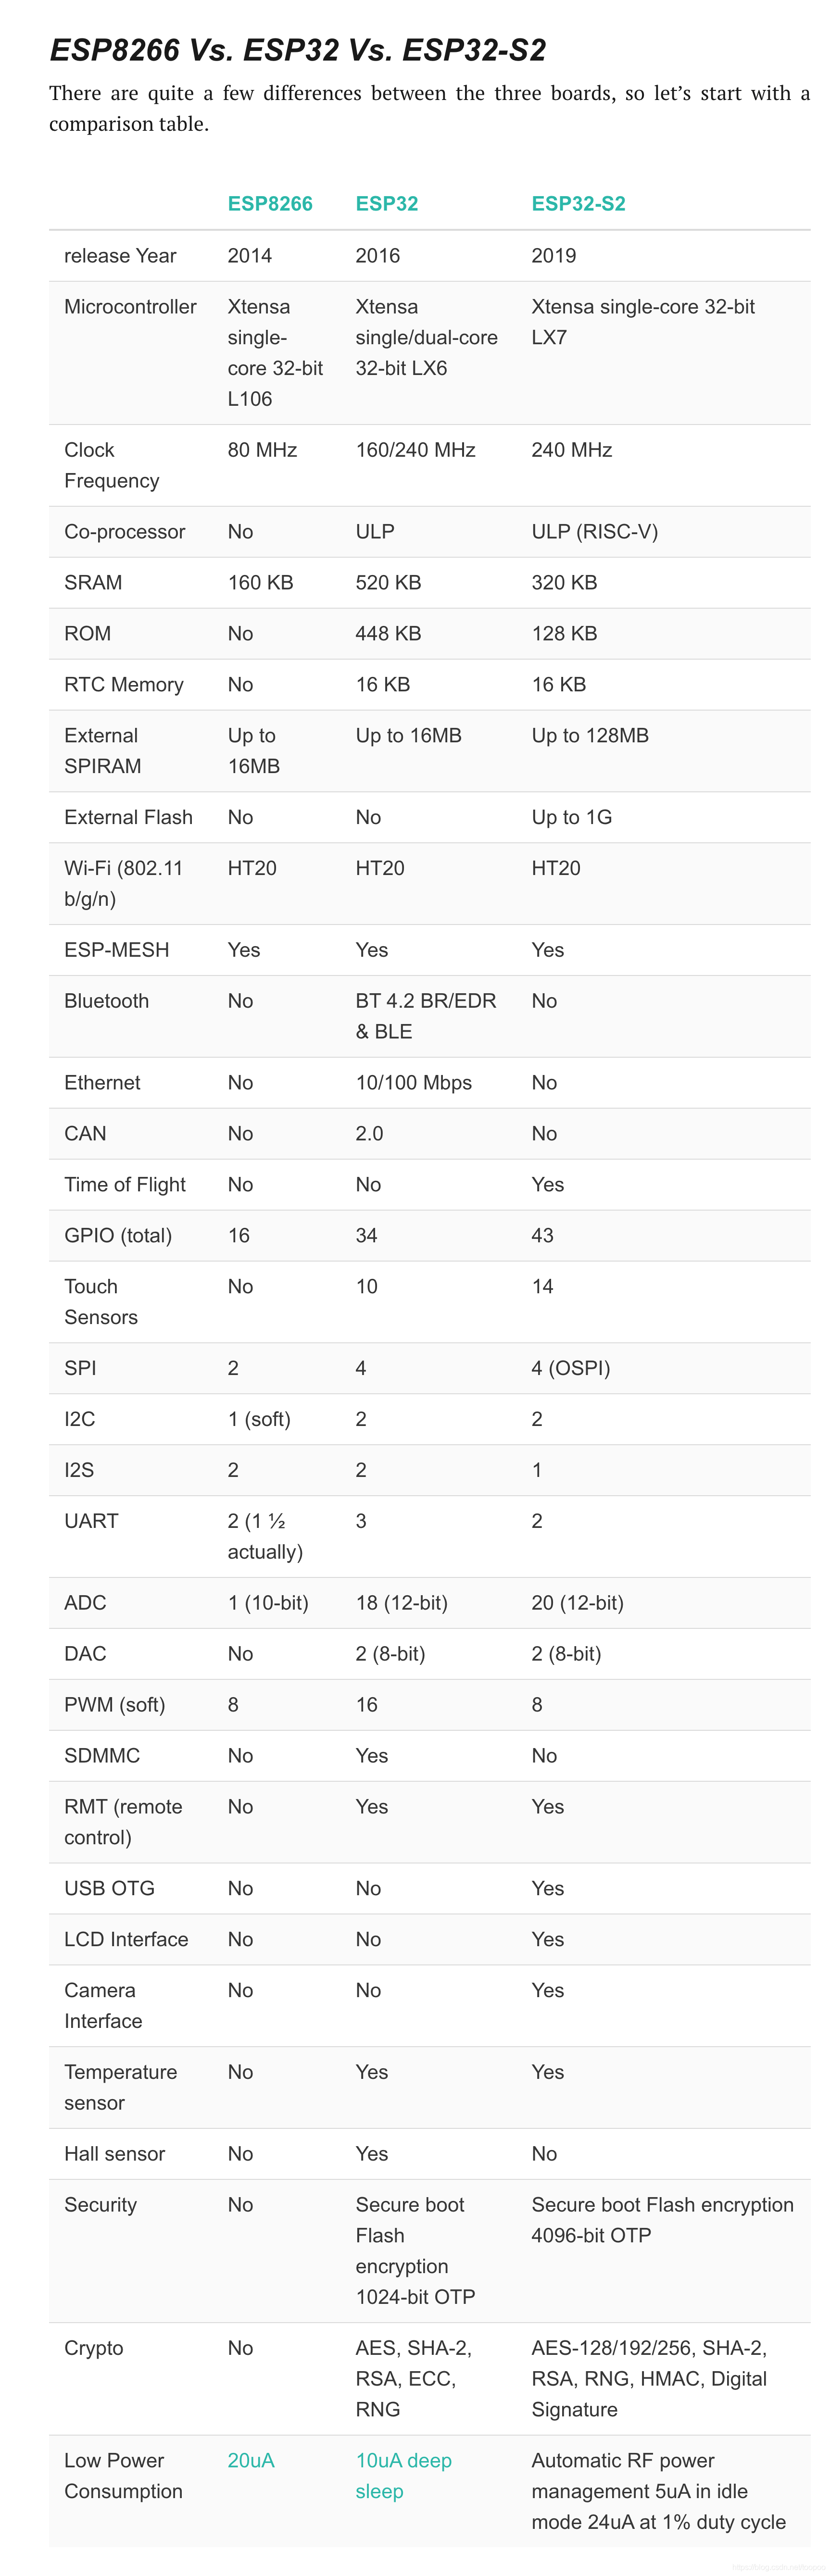 ESP8266 Vs. ESP32 Vs. ESP32-S2
There are quite a few differences between the three boards, so let's start with a
comparison table.
ESP8266 ESP32 ESP32-S2
release Year 2014 2016 2019
Microcontroller Xtensa Xtensa Xtensa single-core 32-bit
single- single/dual-core LX7
core 32-bit 32-bit LX6
L106
Clock 80 MHz 160/240 MHz 240 MHz
Frequency
Co-processor No ULP ULP (RISC-V)
SRAM 160 KB 520 KB 320 KB
ROM No 448 KB 128 KB
RTC Memory No 16 KB 16 KB
External Up to Up to 16MB Up to 128MB
SPIRAM 16MB
External Flash No No Up to 1G
Wi-Fi (802.11 HT20 HT20 HT20
b/g/n)
ESP-MESH Yes Yes Yes
Bluetooth No BT 4.2 BR/EDR No
& BLE
Ethernet No 10/100 Mbps No
CAN No 2.0 No
Time of Flight No No Yes
GPIO (total) 16 34 43
Touch No 10 14
Sensors
SPI 2 4 4 (OSPI)
I2C 1 (soft) 2 2
I2S 2 2 1
UART 2 (1 ½ 3 2
actually)
ADC 1 (10-bit) 18 (12-bit) 20 (12-bit)
DAC No 2 (8-bit) 2 (8-bit)
PWM (soft) 8 16 8
SDMMC No Yes No
RMT (remote No Yes Yes
control)
USB OTG No No Yes
LCD Interface No No Yes
Camera No No Yes
Interface
Temperature No Yes Yes
sensor
Hall sensor No Yes No
Security No Secure boot Secure boot Flash encryption
Flash 4096-bit OTP
encryption
1024-bit OTP
Crypto No AES, SHA-2, AES-128/192/256, SHA-2,
RSA, ECC, RSA, RNG, HMAC, Digital
RNG Signature
Low Power 20uA 10uA deep Automatic RF power
Consumption sleep management 5uA in idle
mode 24uA at 1% duty cycle